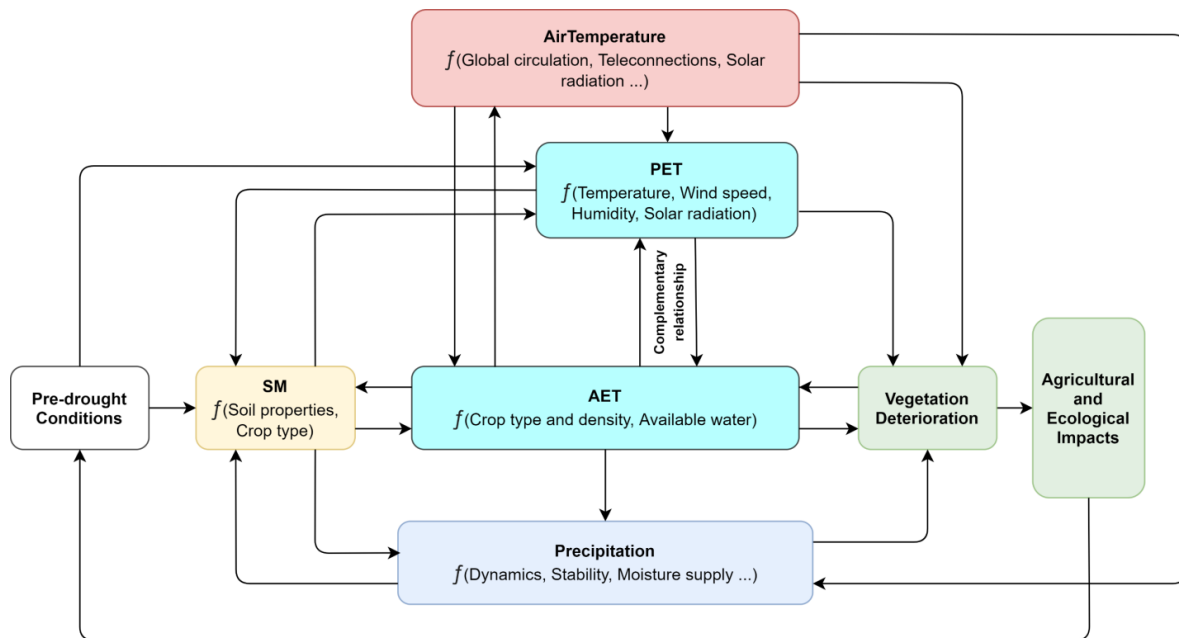 AirTemperature
f(Global circulation, Teleconnections, Solar
radiation ...)
PET
f(Temperature, Wind speed,
Humidity, Solar radiation)
Complementary
relationship
Pre-drought
Conditions
SM
f(Soil properties,
Crop type)
AET
f(Crop type and density, Available water)
Vegetation
Deterioration
Agricultural
and
Ecological
Impacts
Precipitation
f(Dynamics, Stability, Moisture supply ...)